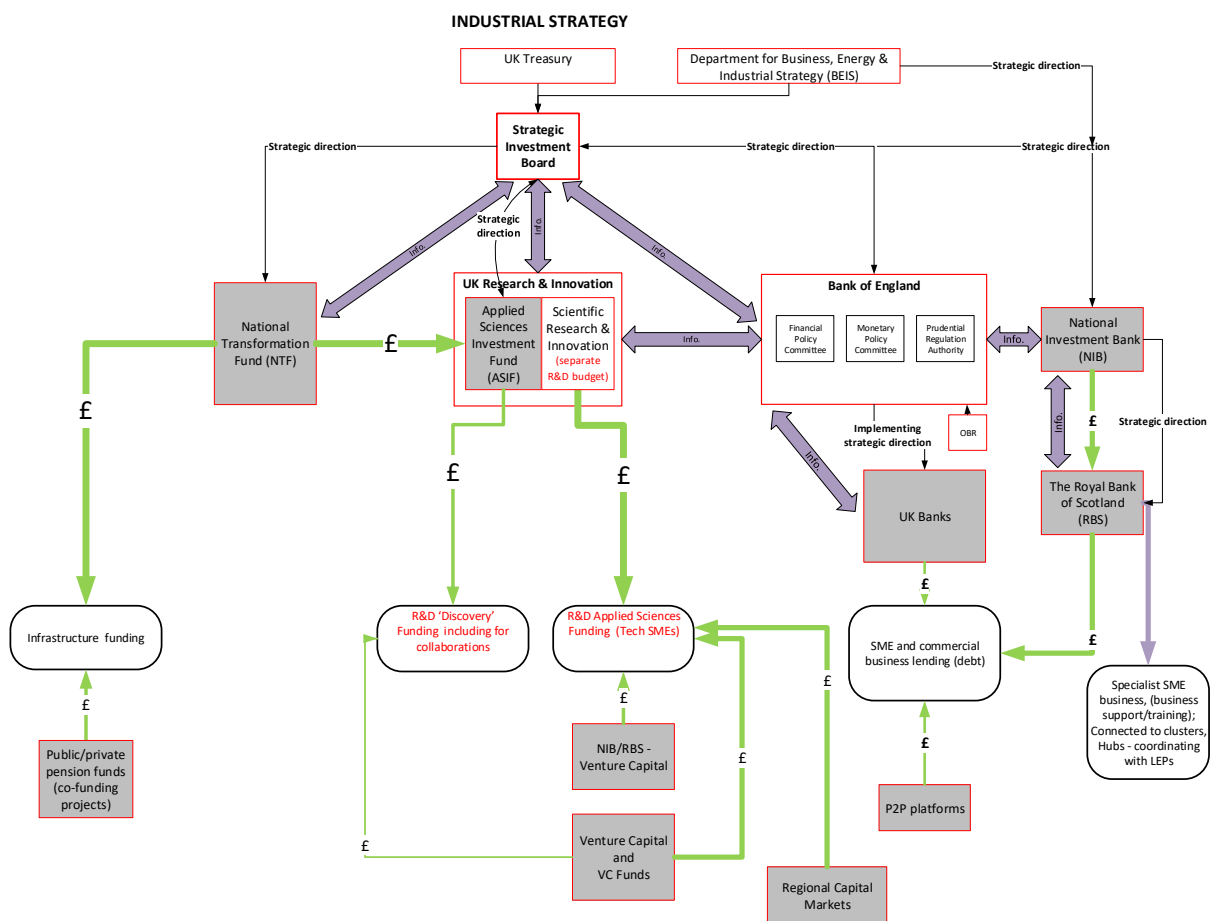 INDUSTRIAL STRATEGY
UK Treasury
Department for Business, Energy &
Industrial Strategy (BEIS)
Strategic direction
Strategic
Investment
Board
Strategic direction
Strategic direction
Strategic direction
Info.
Strategic
direction
Info.
Info.
UK Research & Innovation
Bank of England
National
Transformation
Fund (NTF)
£
Applied
Sciences
Investment
Fund
(ASIF)
Scientific
Research &
Innovation
(separate
R&D budget)
Info.
Financial
Policy
Committee
Monetary
Policy
Committee
Prudential
Regulation
Authority
Info.
National
Investment Bank
(NIB)
£
£
Info.
Strategic direction
Implementing
strategic direction
OBR
Info.
£
£
UK Banks
The Royal Bank
of Scotland
(RBS)
£
£
Infrastructure funding
R&D ‘Discovery’
Funding including for
collaborations
R&D Applied Sciences
Funding (Tech SMEs)
SME and commercial
business lending (debt)
Specialist SME
business, (business
support/training);
Connected to clusters,
Hubs - coordinating
with LEPs
£
£
£
£
£
Public/private
pension funds
(co-funding
projects)
NIB/RBS -
Venture Capital
P2P platforms
£
Venture Capital
and
VC Funds
Regional Capital
Markets